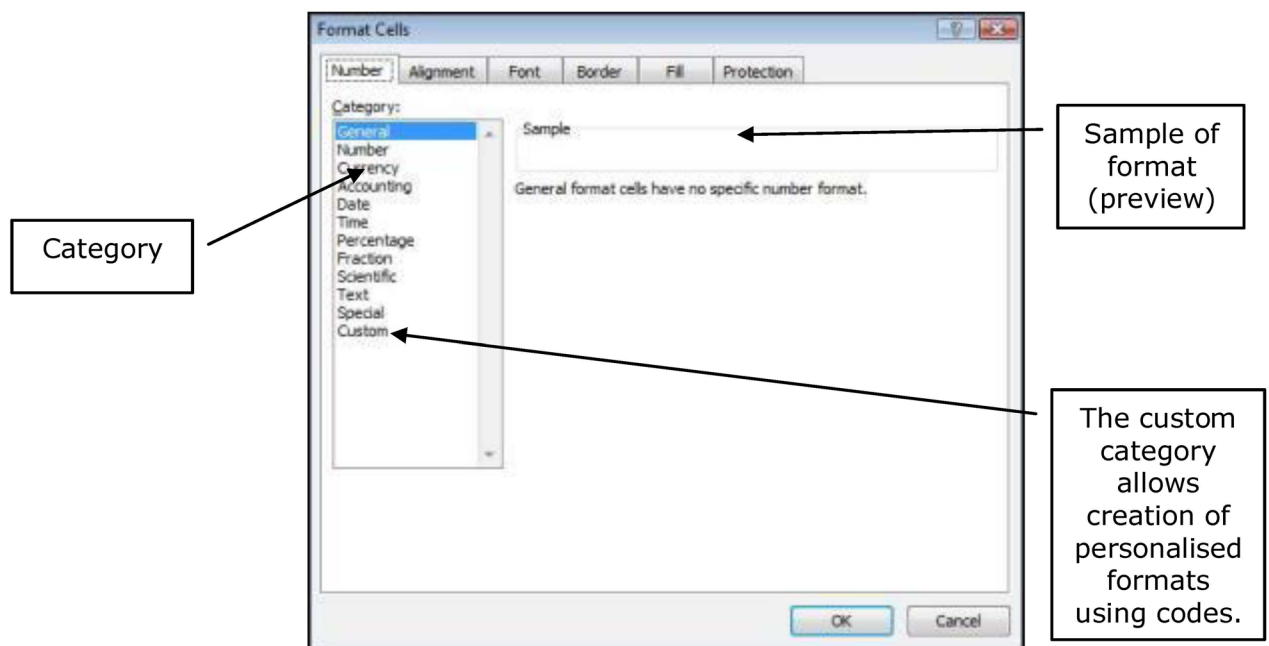 Format Cells
Number Alignment Font Border Fill Protection
Category:
General
Number
Currency
Accounting
Date
Time
Percentage
Fraction
Scientific
Text
Special
Custom
Sample
General format cells have no specific number format.
OK Cancel
Category
Sample of
format
(preview)
The custom
category
allows
creation of
personalised
formats
using codes.